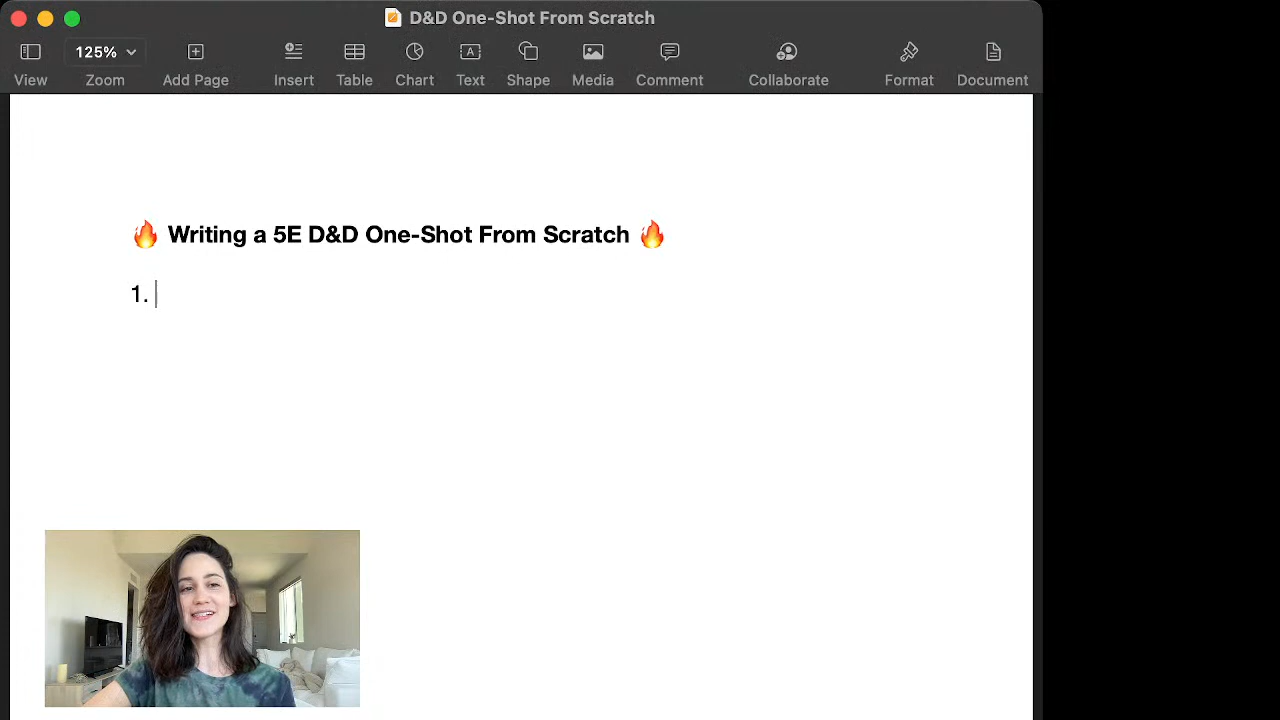 D&D One-Shot From Scratch
125%
View Zoom Add Page Insert Table Chart Text Shape Media Comment Collaborate Format Document
🔥 Writing a 5E D&D One-Shot From Scratch 🔥
1.